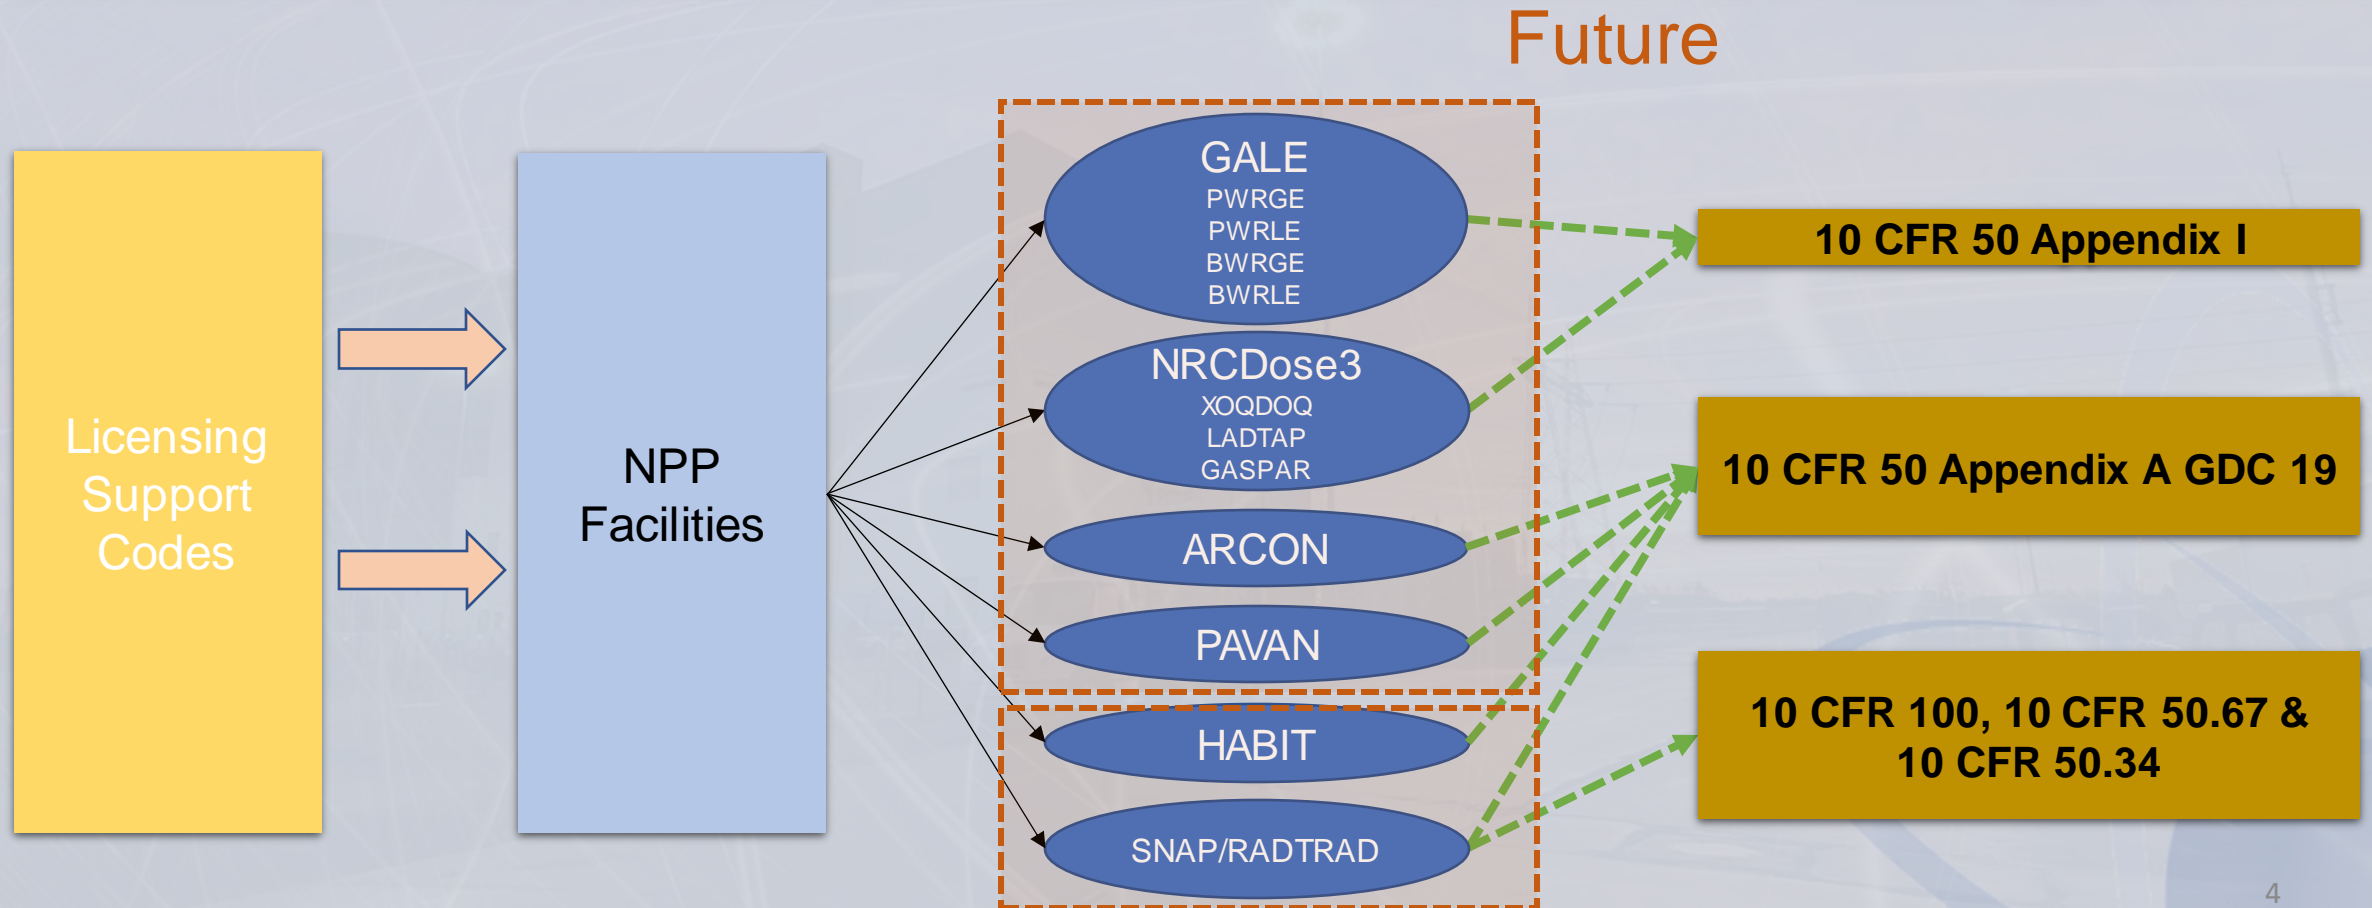 Future
Licensing
Support
Codes
NPP
Facilities
GALE
PWRGE
PWRLE
BWRGE
BWRLE
NRCDose3
XOQDOQ
LADTAP
GASPAR
ARCON
PAVAN
HABIT
SNAP/RADTRAD
10 CFR 50 Appendix I
10 CFR 50 Appendix A GDC 19
10 CFR 100, 10 CFR 50.67 &
10 CFR 50.34
4